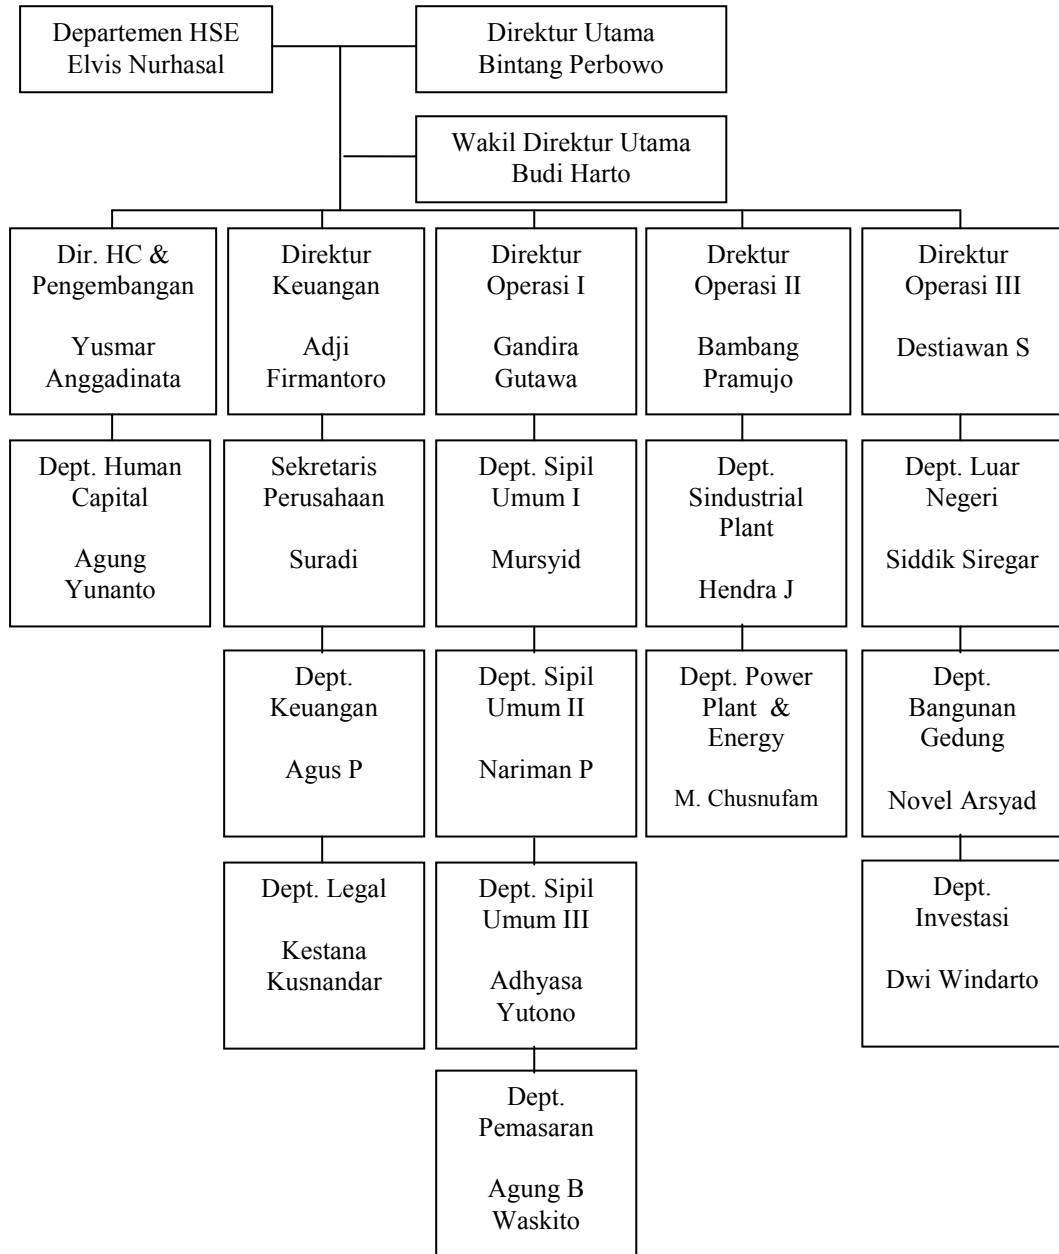 Departemen HSE
Elvis Nurhasal
Direktur Utama
Bintang Perbowo
Wakil Direktur Utama
Budi Harto
Dir. HC &
Pengembangan
Yusmar
Anggadinata
Direktur
Keuangan
Adji
Firmantoro
Direktur
Operasi I
Gandira
Gutawa
Drektur
Operasi II
Bambang
Pramujo
Direktur
Operasi III
Destiawan S
Dept. Human
Capital
Agung
Yunanto
Sekretaris
Perusahaan
Suradi
Dept. Sipil
Umum I
Mursyid
Dept.
Sindustrial
Plant
Hendra J
Dept. Luar
Negeri
Siddik Siregar
Dept.
Keuangan
Agus P
Dept. Sipil
Umum II
Nariman P
Dept. Power
Plant &
Energy
M. Chusnufam
Dept.
Bangunan
Gedung
Novel Arsyad
Dept. Legal
Kestana
Kusnandar
Dept. Sipil
Umum III
Adhyasa
Yutono
Dept.
Investasi
Dwi Windarto
Dept.
Pemasaran
Agung B
Waskito